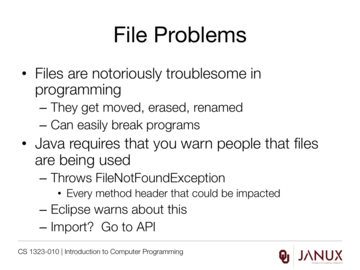 File Problems
• Files are notoriously troublesome in
programming
– They get moved, erased, renamed
– Can easily break programs
• Java requires that you warn people that files
are being used
– Throws FileNotFoundException
• Every method header that could be impacted
– Eclipse warns about this
– Import? Go to API
CS 1323-010 | Introduction to Computer Programming
JANUX